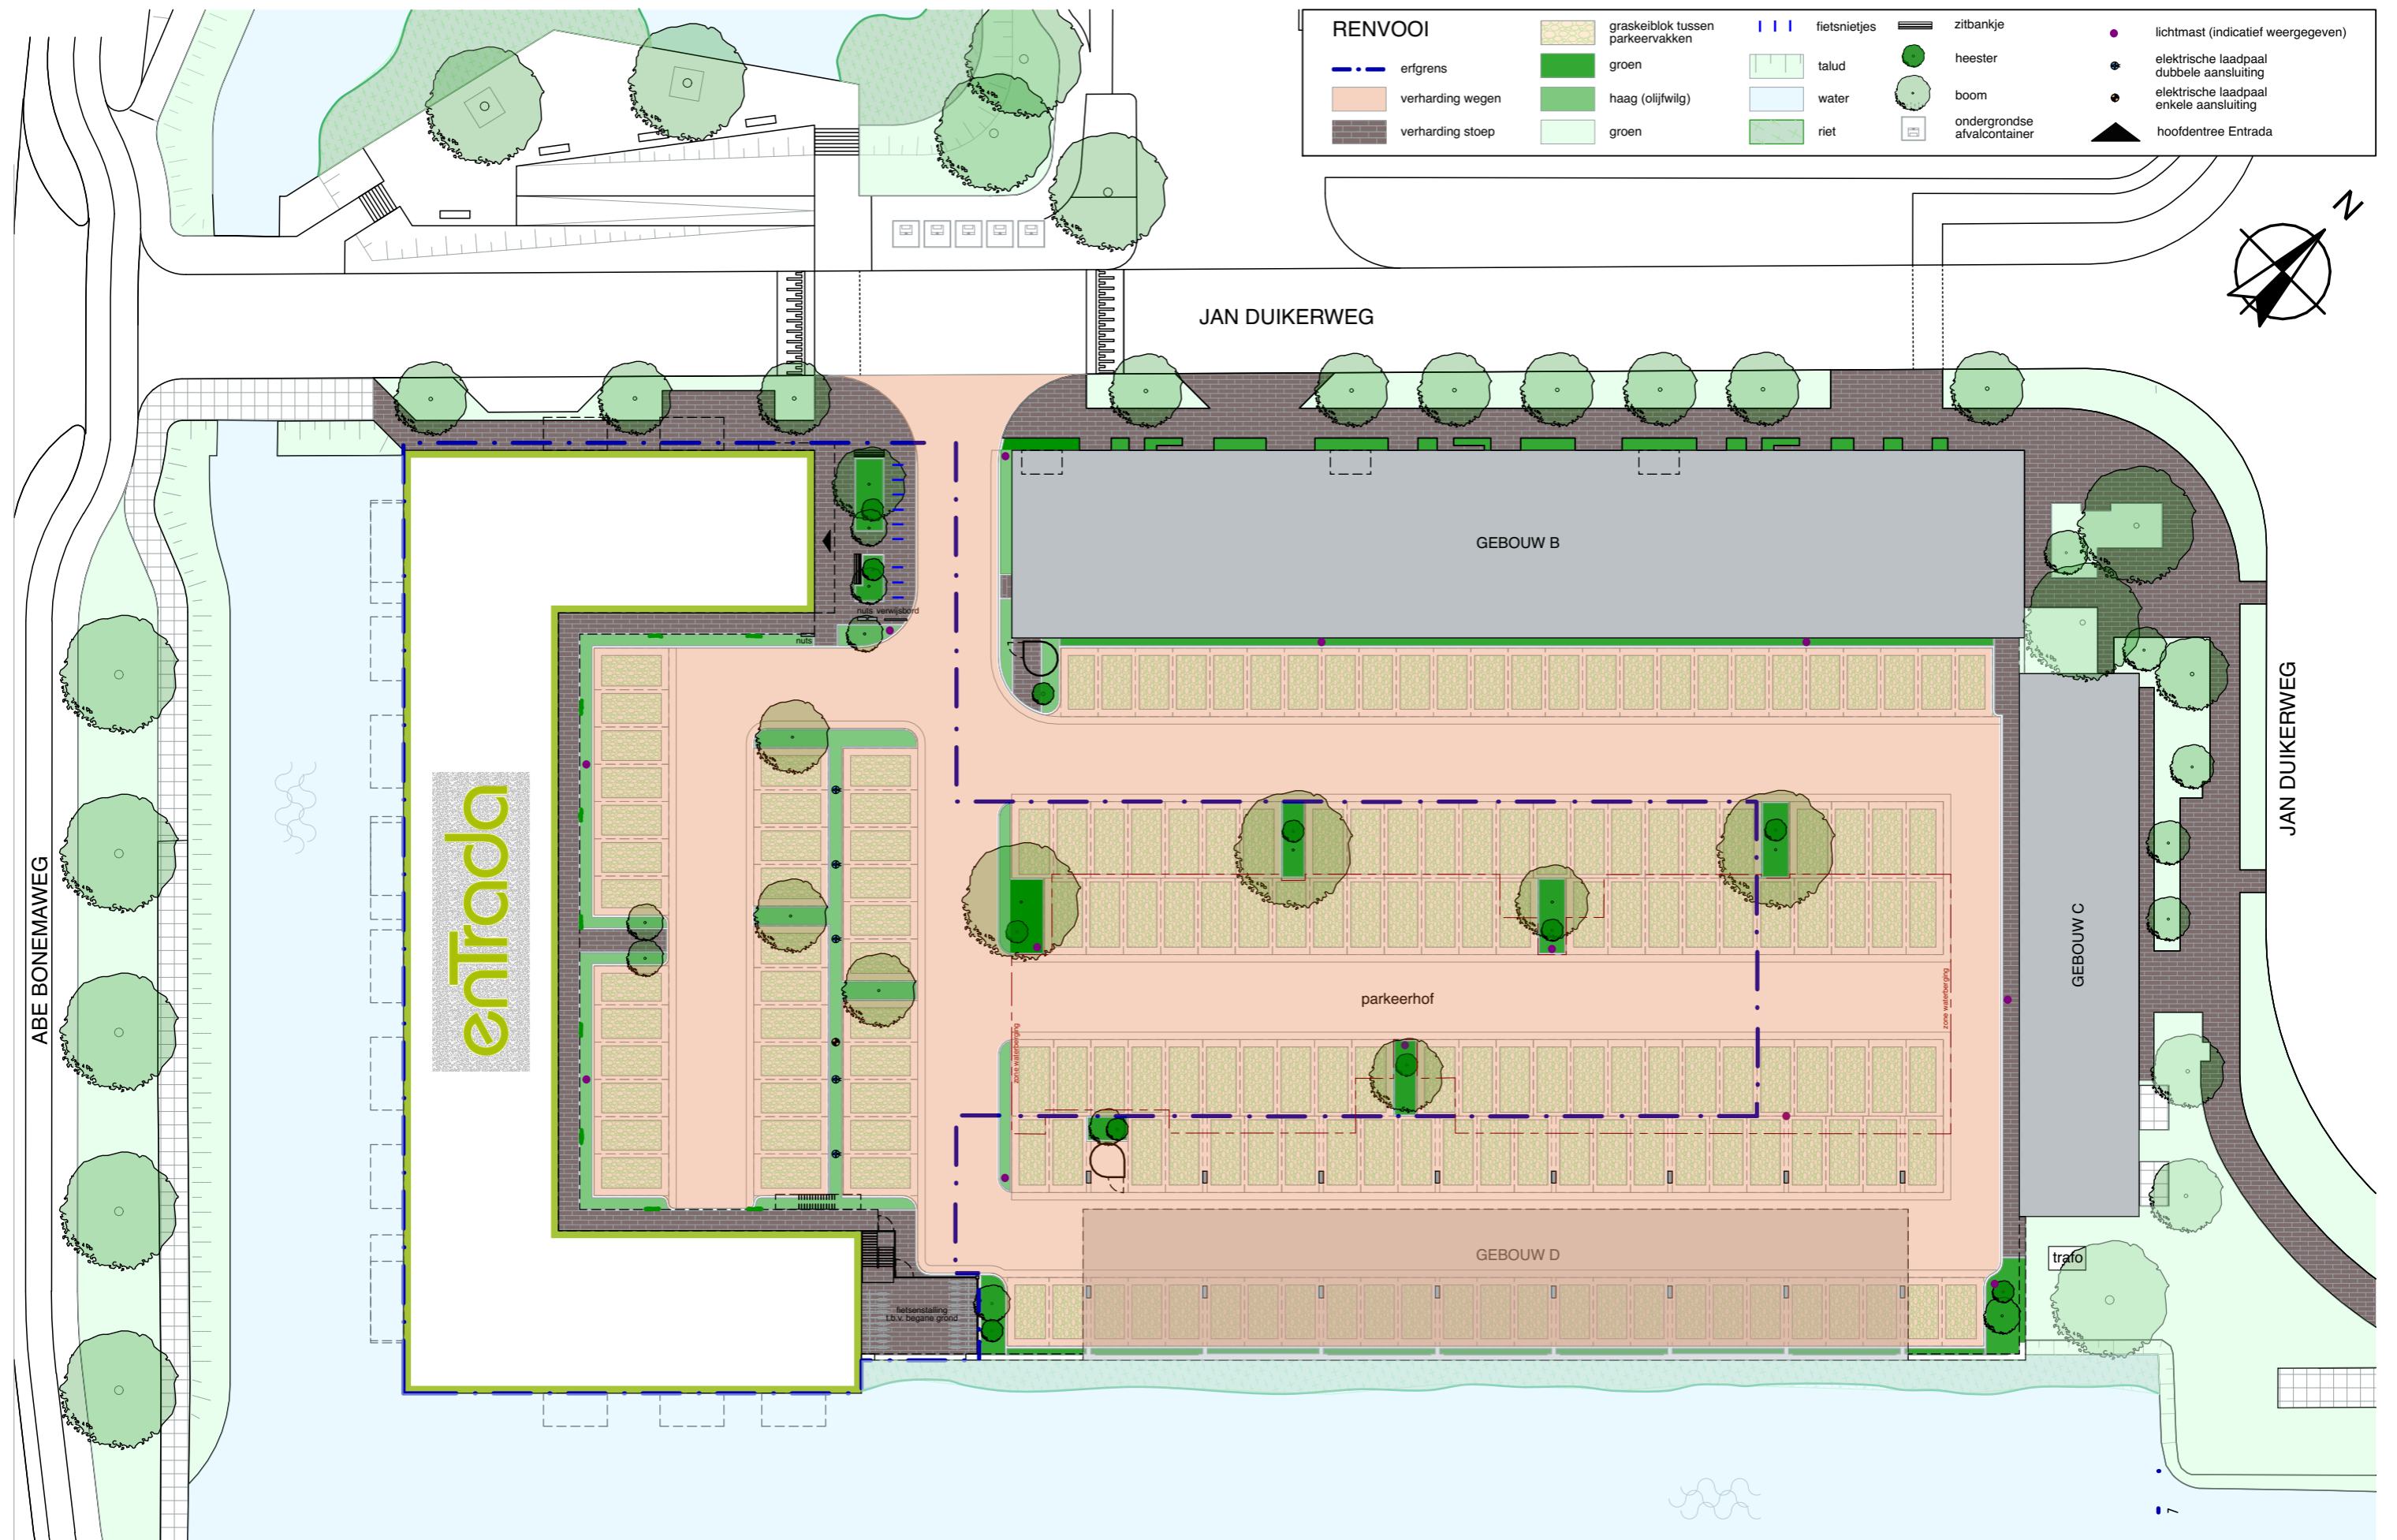 RENVOOI
erfgrens
verharding wegen
verharding stoep
graskeiblok tussen
parkeervakken
groen
haag (olijfwilg)
groen
fietsnietjes
talud
water
riet
zitbankje
heester
boom
ondergrondse
afvalcontainer
lichtmast (indicatief weergegeven)
elektrische laadpaal
dubbele aansluiting
elektrische laadpaal
enkele aansluiting
hoofdentree Entrada
N
JAN DUIKERWEG
GEBOUW B
nuts verwijsbord
nuts
JAN DUIKERWEG
ABE BONEMAWEG
enTrada
GEBOUW C
parkeerhof
zone waterberging
zone waterberging
GEBOUW D
trafo
fietsenstalling
t.b.v. begane grond
7